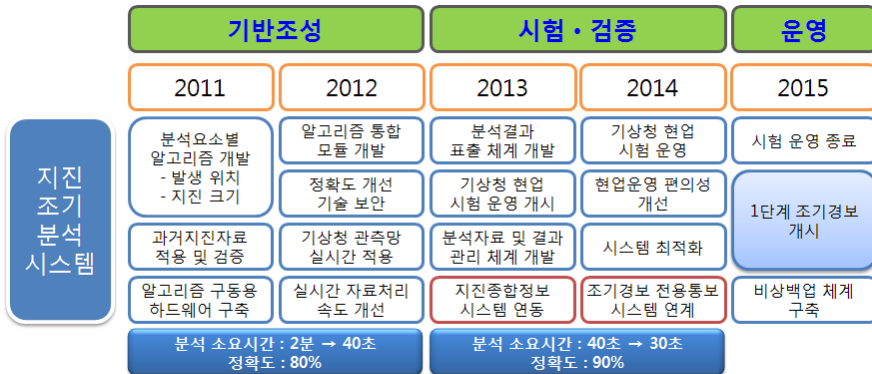 기반조성
시험・검증
운영
2011
2012
2013
2014
2015
지진
조기
분석
시스템
분석요소별
알고리즘 개발
- 발생 위치
- 지진 크기
과거지진자료
적용 및 검증
알고리즘 구동용
하드웨어 구축
알고리즘 통합
모듈 개발
정확도 개선
기술 보안
기상청 관측망
실시간 적용
실시간 자료처리
속도 개선
분석결과
표출 체계 개발
기상청 현업
시험 운영 개시
분석자료 및 결과
관리 체계 개발
지진종합정보
시스템 연동
기상청 현업
시험 운영
현업운영 편의성
개선
시스템 최적화
조기경보 전용통보
시스템 연계
시험 운영 종료
1단계 조기경보
개시
비상백업 체계
구축
분석 소요시간 : 2분 → 40초
정확도 : 80%
분석 소요시간 : 40초 → 30초
정확도 : 90%